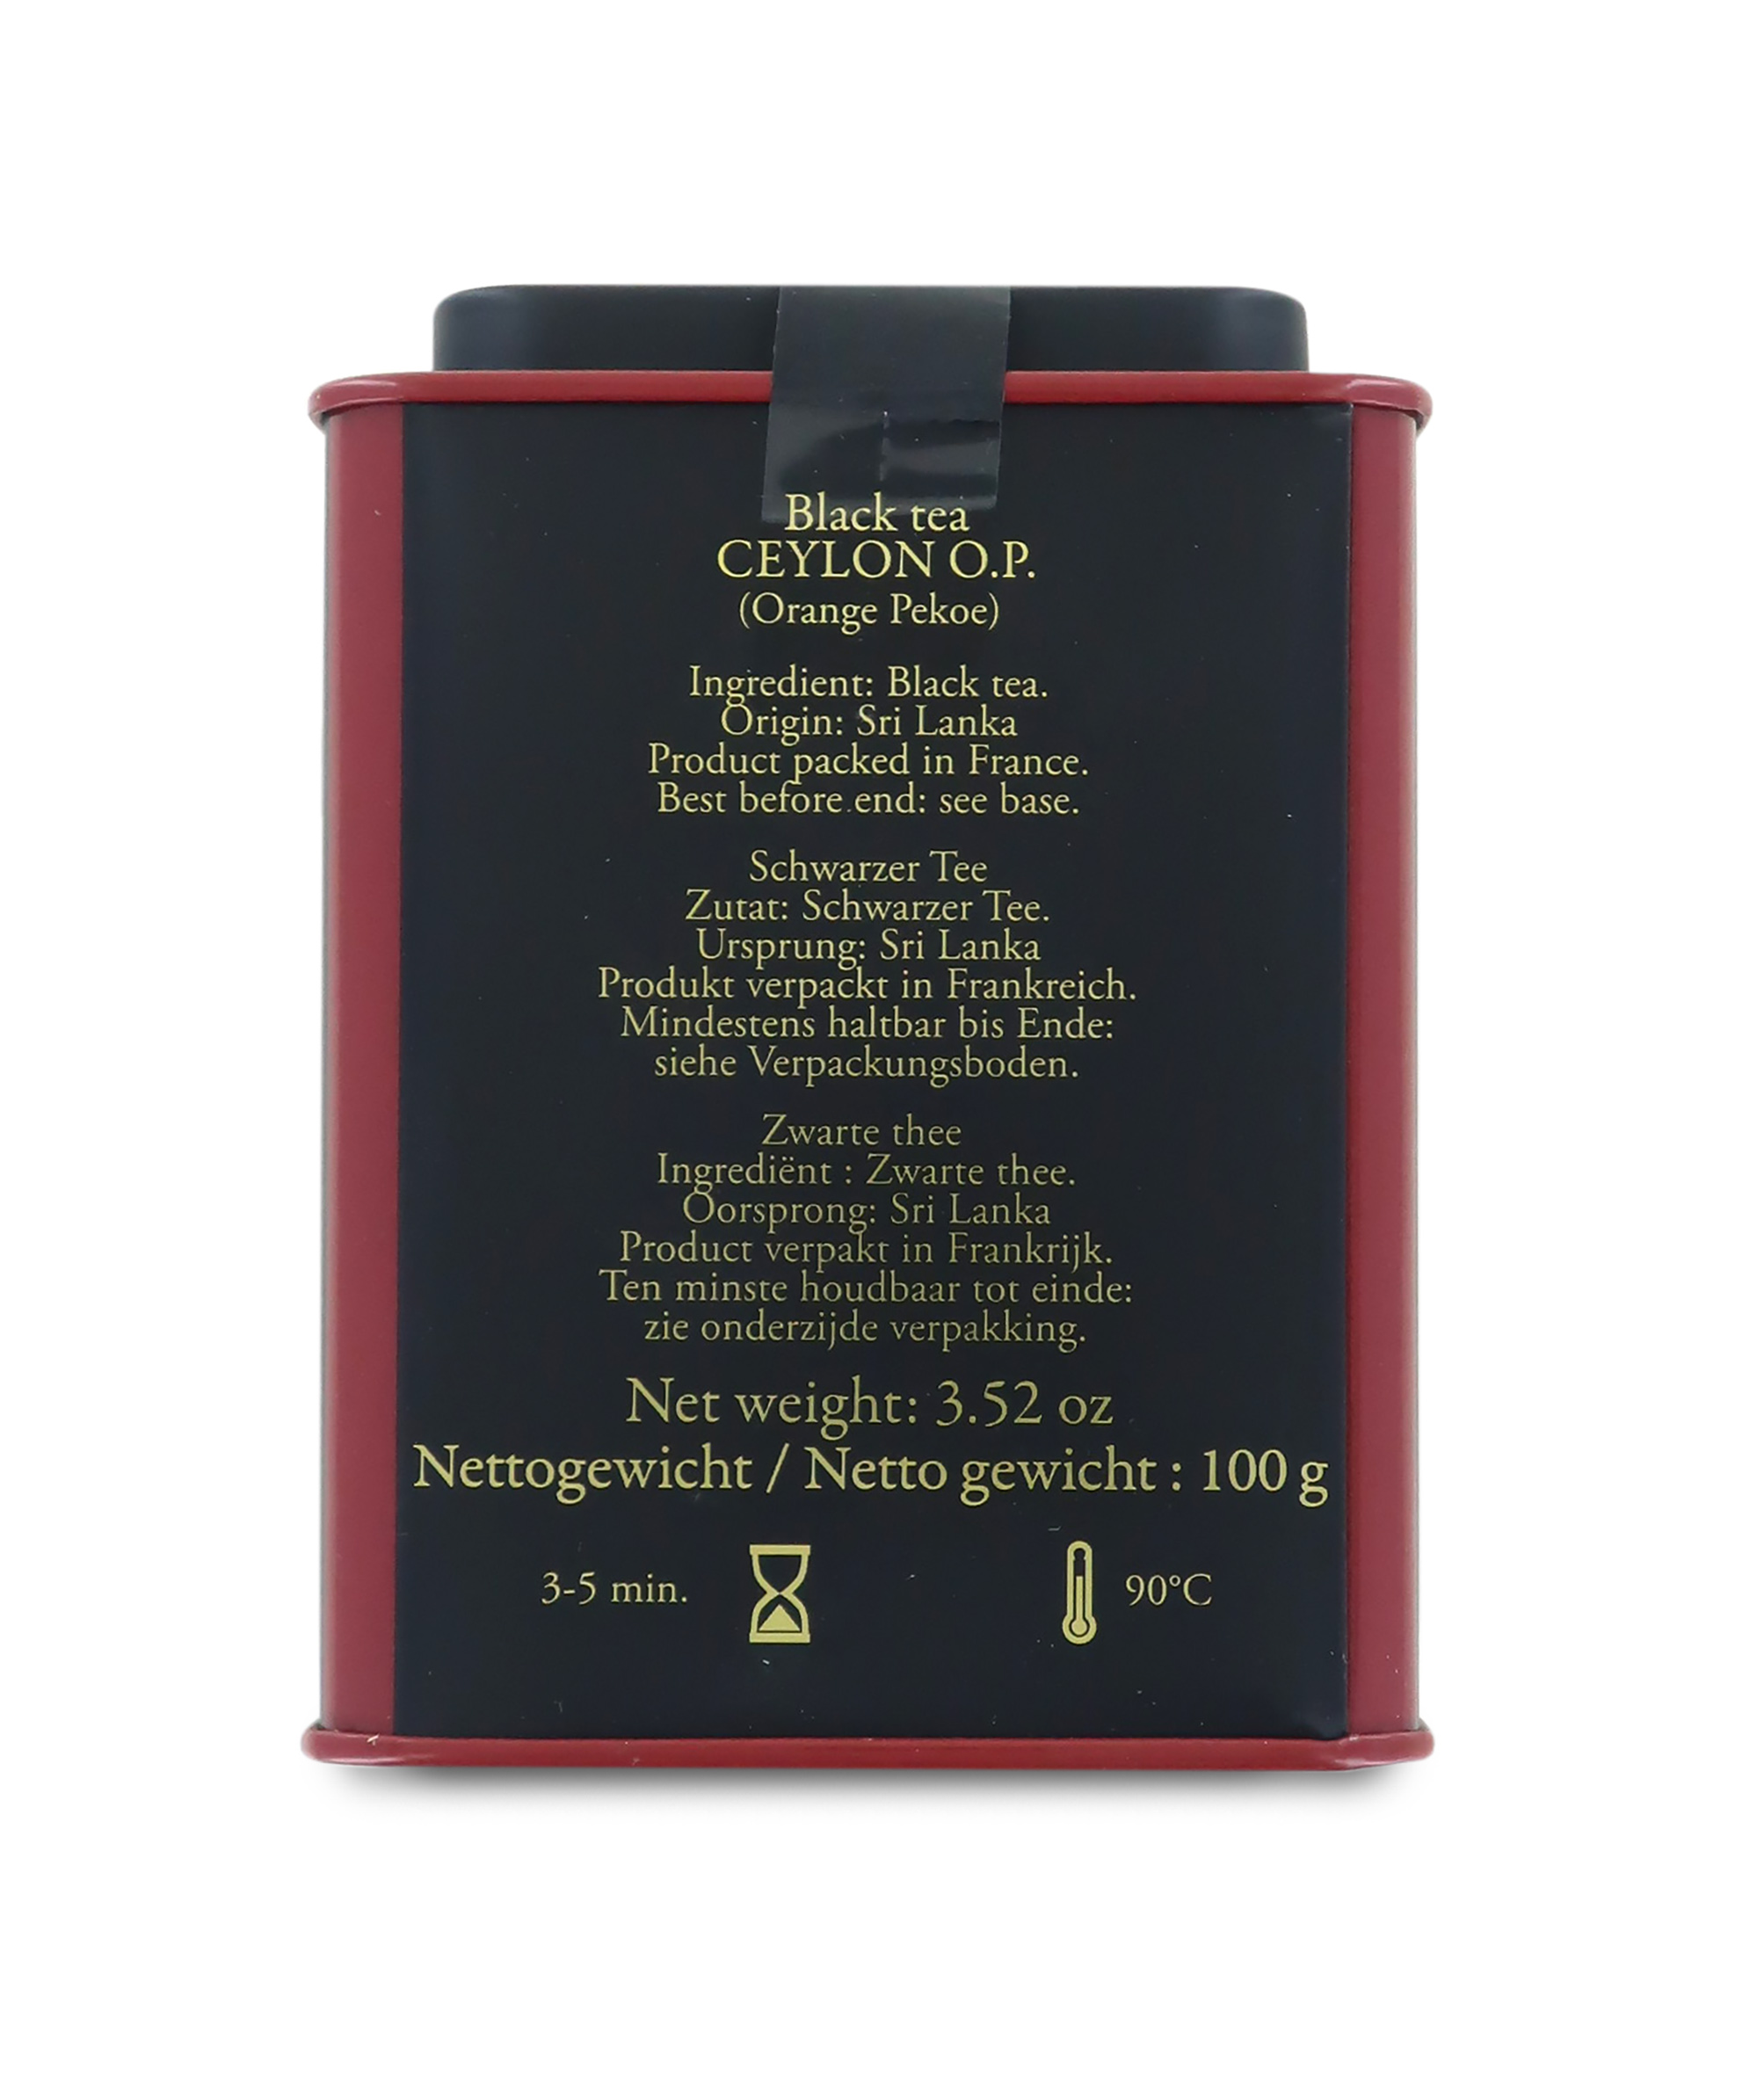 Black tea
CEYLON O.P.
(Orange Pekoe)
Ingredient: Black tea.
Origin: Sri Lanka
Product packed in France.
Best before end: see base.
Schwarzer Tee
Zutat: Schwarzer Tee.
Ursprung: Sri Lanka
Produkt verpackt in Frankreich.
Mindestens haltbar bis Ende:
siehe Verpackungsboden.
Zwarte thee
Ingrediënt : Zwarte thee.
Oorsprong: Sri Lanka
Product verpakt in Frankrijk.
Ten minste houdbaar tot einde:
zie onderzijde verpakking.
Net weight: 3.52 oz
Nettogewicht / Netto gewicht : 100 g
3-5 min. 90°C